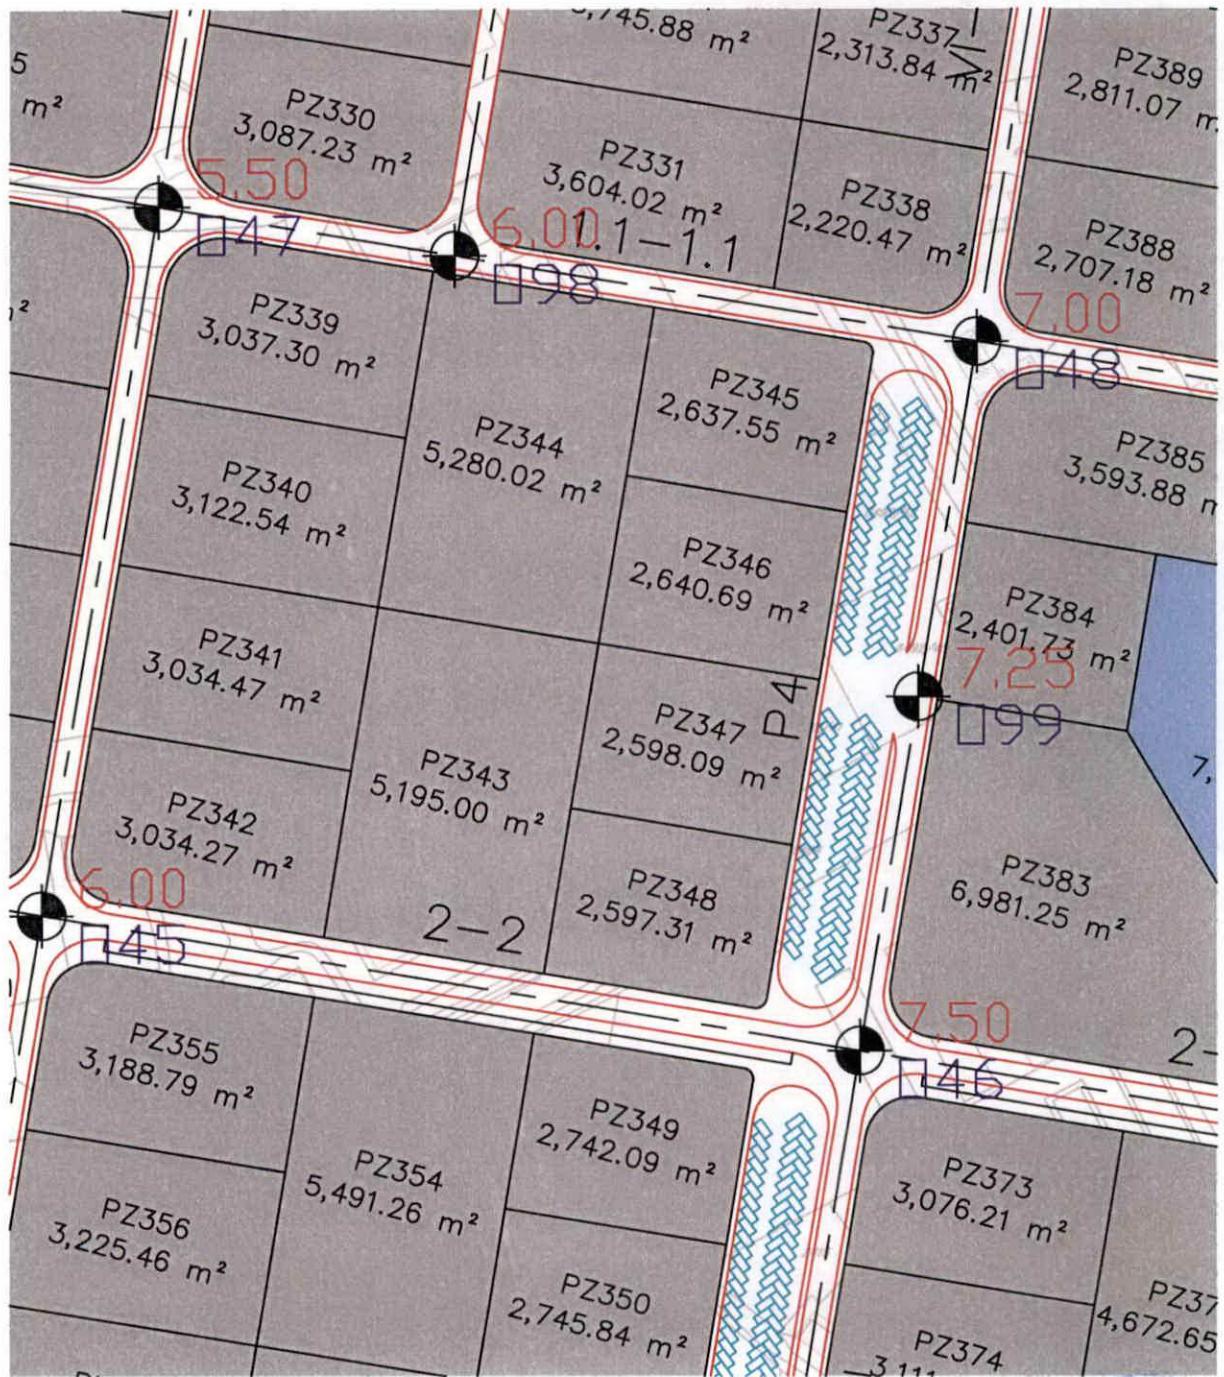 5
m²
PZ330
3,087.23 m²
745.88 m²
PZ337
2,313.84 m²
PZ389
2,811.07 m
PZ331
3,604.02 m²
PZ338
2,220.47 m²
PZ388
2,707.18 m²
5.50
□47
6.00
□98
1.1-1.1
7.00
□48
m²
PZ339
3,037.30 m²
PZ344
5,280.02 m²
PZ345
2,637.55 m²
PZ385
3,593.88 m
PZ340
3,122.54 m²
PZ346
2,640.69 m²
PZ384
2,401.73 m²
PZ341
3,034.47 m²
7.25
□99
P4
PZ347
2,598.09 m²
7,
PZ343
5,195.00 m²
PZ342
3,034.27 m²
PZ348
2,597.31 m²
PZ383
6,981.25 m²
6.00
□45
2-2
7.50
□46
2-
PZ355
3,188.79 m²
PZ349
2,742.09 m²
PZ354
5,491.26 m²
PZ373
3,076.21 m²
PZ356
3,225.46 m²
PZ350
2,745.84 m²
PZ37
4,672.65
PZ374
3,111